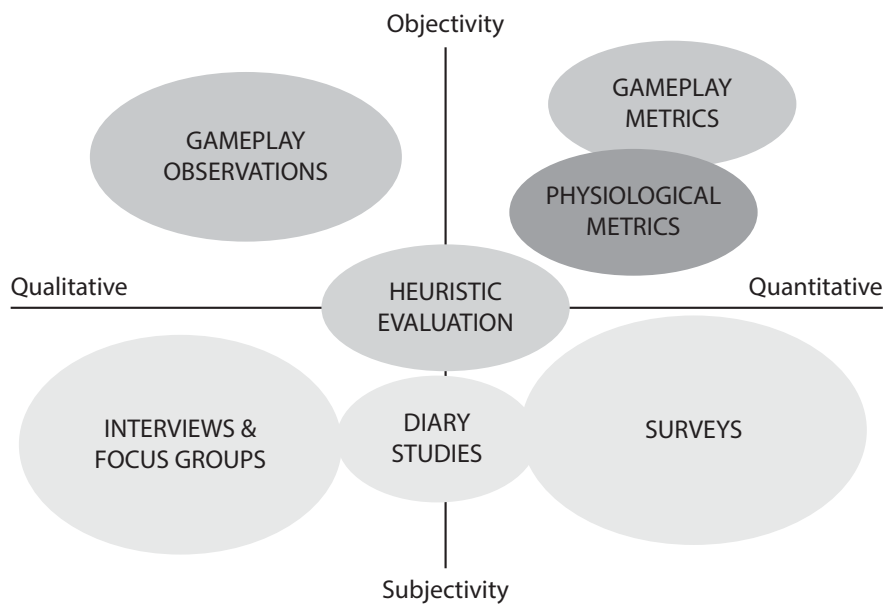 Objectivity
GAMEPLAY
METRICS
GAMEPLAY
OBSERVATIONS
PHYSIOLOGICAL
METRICS
Qualitative
Quantitative
HEURISTIC
EVALUATION
INTERVIEWS &
FOCUS GROUPS
DIARY
STUDIES
SURVEYS
Subjectivity